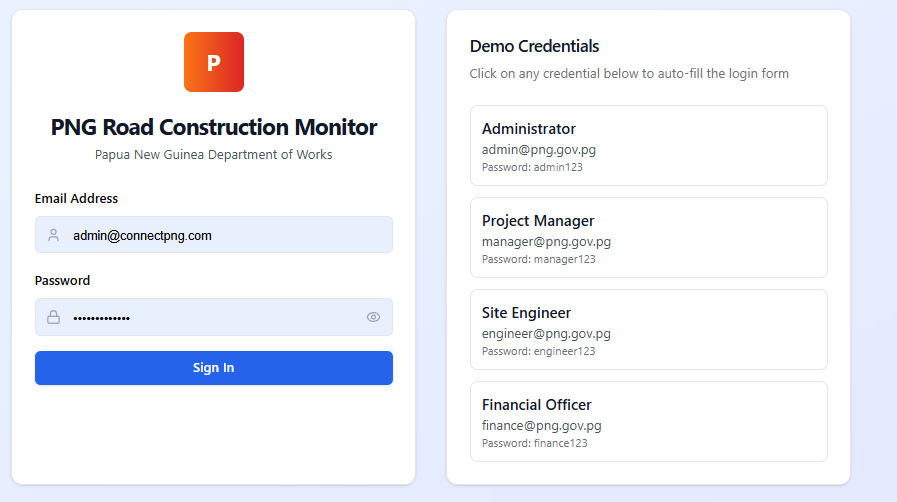 P
PNG Road Construction Monitor
Papua New Guinea Department of Works
Email Address
admin@connectpng.com
Password
•••••••••••••
Sign In
Demo Credentials
Click on any credential below to auto-fill the login form
Administrator
admin@png.gov.pg
Password: admin123
Project Manager
manager@png.gov.pg
Password: manager123
Site Engineer
engineer@png.gov.pg
Password: engineer123
Financial Officer
finance@png.gov.pg
Password: finance123